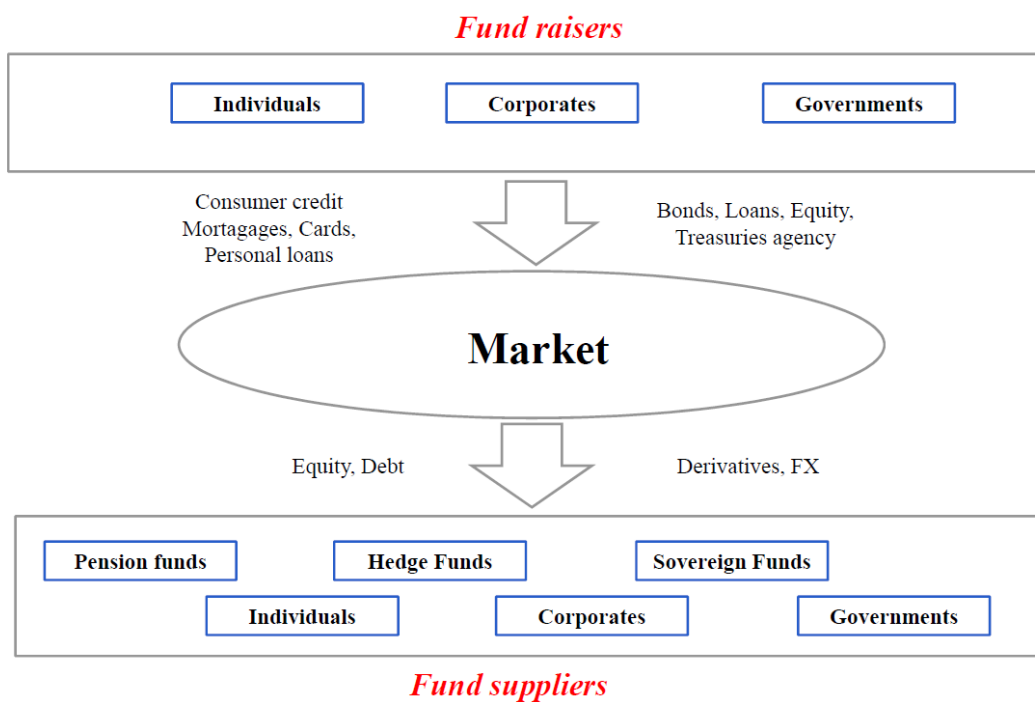 Fund raisers
Individuals
Corporates
Governments
Consumer credit
Mortagages, Cards,
Personal loans
Bonds, Loans, Equity,
Treasuries agency
Market
Equity, Debt
Derivatives, FX
Pension funds
Hedge Funds
Sovereign Funds
Individuals
Corporates
Governments
Fund suppliers